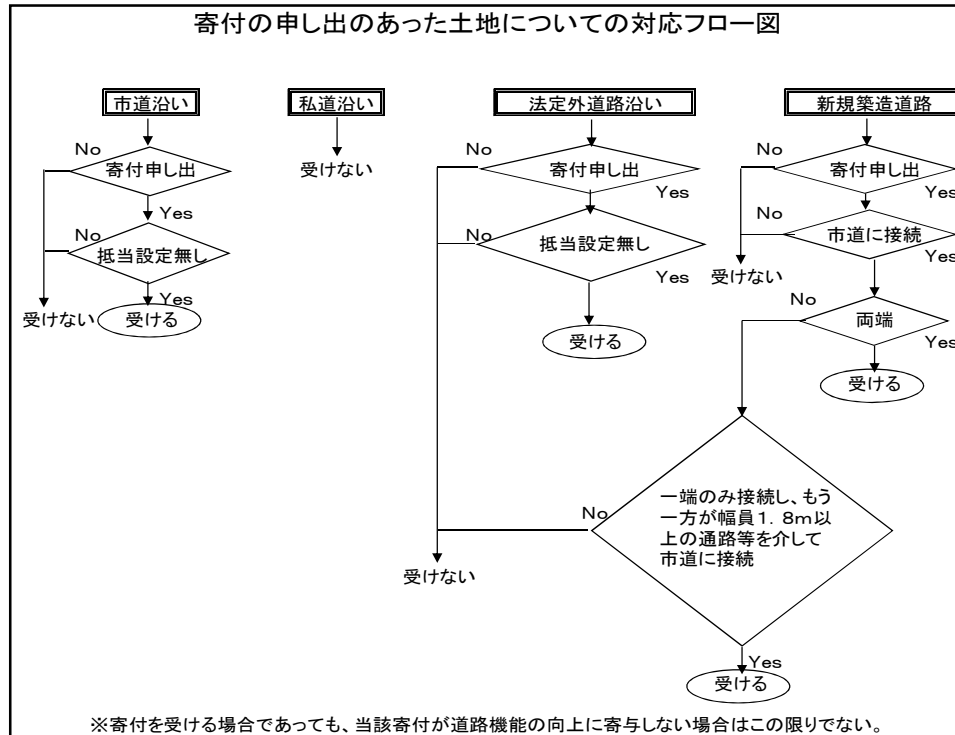 寄付の申し出のあった土地についての対応フロー図
市道沿い
No
寄付申し出
Yes
No
抵当設定無し
Yes
受けない
受ける
私道沿い
受けない
法定外道路沿い
No
寄付申し出
Yes
No
抵当設定無し
Yes
受ける
受けない
新規築造道路
No
寄付申し出
Yes
No
市道に接続
Yes
受けない
No
両端
Yes
受ける
No
一端のみ接続し、もう
一方が幅員1.8m以
上の通路等を介して
市道に接続
Yes
受ける
※寄付を受ける場合であっても、当該寄付が道路機能の向上に寄与しない場合はこの限りでない。